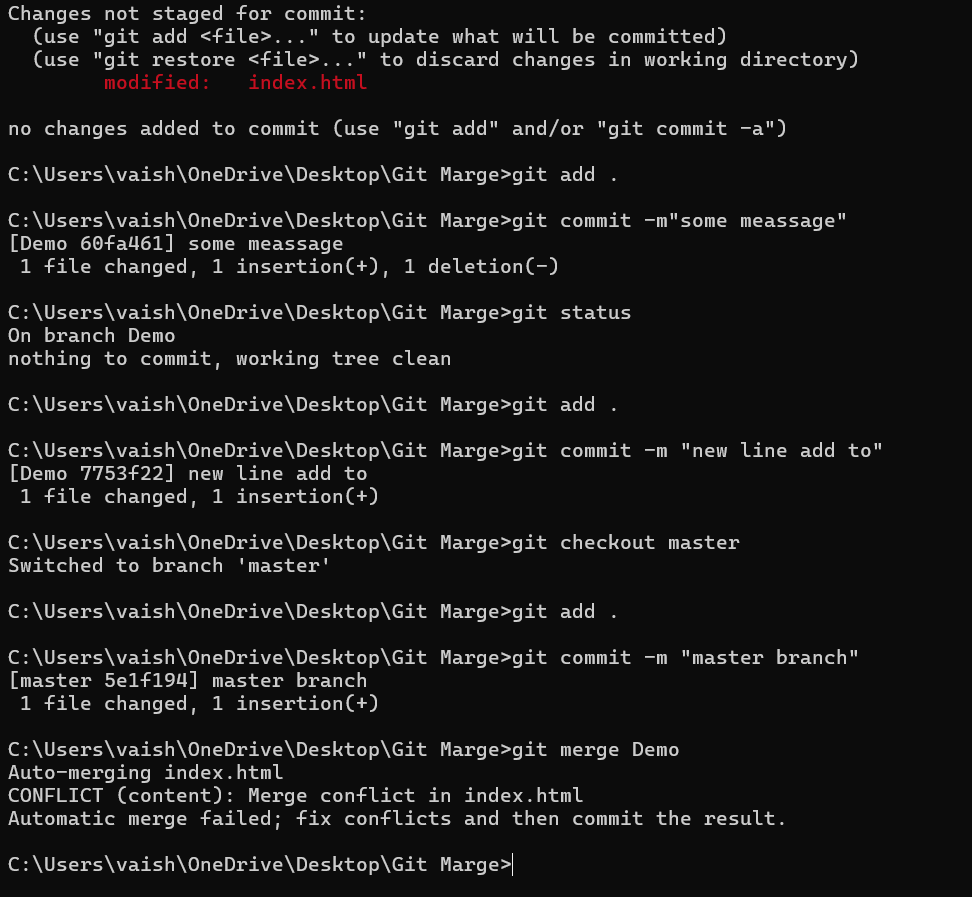 Changes not staged for commit:
  (use "git add <file>..." to update what will be committed)
  (use "git restore <file>..." to discard changes in working directory)
        modified:   index.html

no changes added to commit (use "git add" and/or "git commit -a")

C:\Users\vaish\OneDrive\Desktop\Git Marge>git add .

C:\Users\vaish\OneDrive\Desktop\Git Marge>git commit -m"some meassage"
[Demo 60fa461] some meassage
 1 file changed, 1 insertion(+), 1 deletion(-)

C:\Users\vaish\OneDrive\Desktop\Git Marge>git status
On branch Demo
nothing to commit, working tree clean

C:\Users\vaish\OneDrive\Desktop\Git Marge>git add .

C:\Users\vaish\OneDrive\Desktop\Git Marge>git commit -m "new line add to"
[Demo 7753f22] new line add to
 1 file changed, 1 insertion(+)

C:\Users\vaish\OneDrive\Desktop\Git Marge>git checkout master
Switched to branch 'master'

C:\Users\vaish\OneDrive\Desktop\Git Marge>git add .

C:\Users\vaish\OneDrive\Desktop\Git Marge>git commit -m "master branch"
[master 5e1f194] master branch
 1 file changed, 1 insertion(+)

C:\Users\vaish\OneDrive\Desktop\Git Marge>git merge Demo
Auto-merging index.html
CONFLICT (content): Merge conflict in index.html
Automatic merge failed; fix conflicts and then commit the result.

C:\Users\vaish\OneDrive\Desktop\Git Marge>